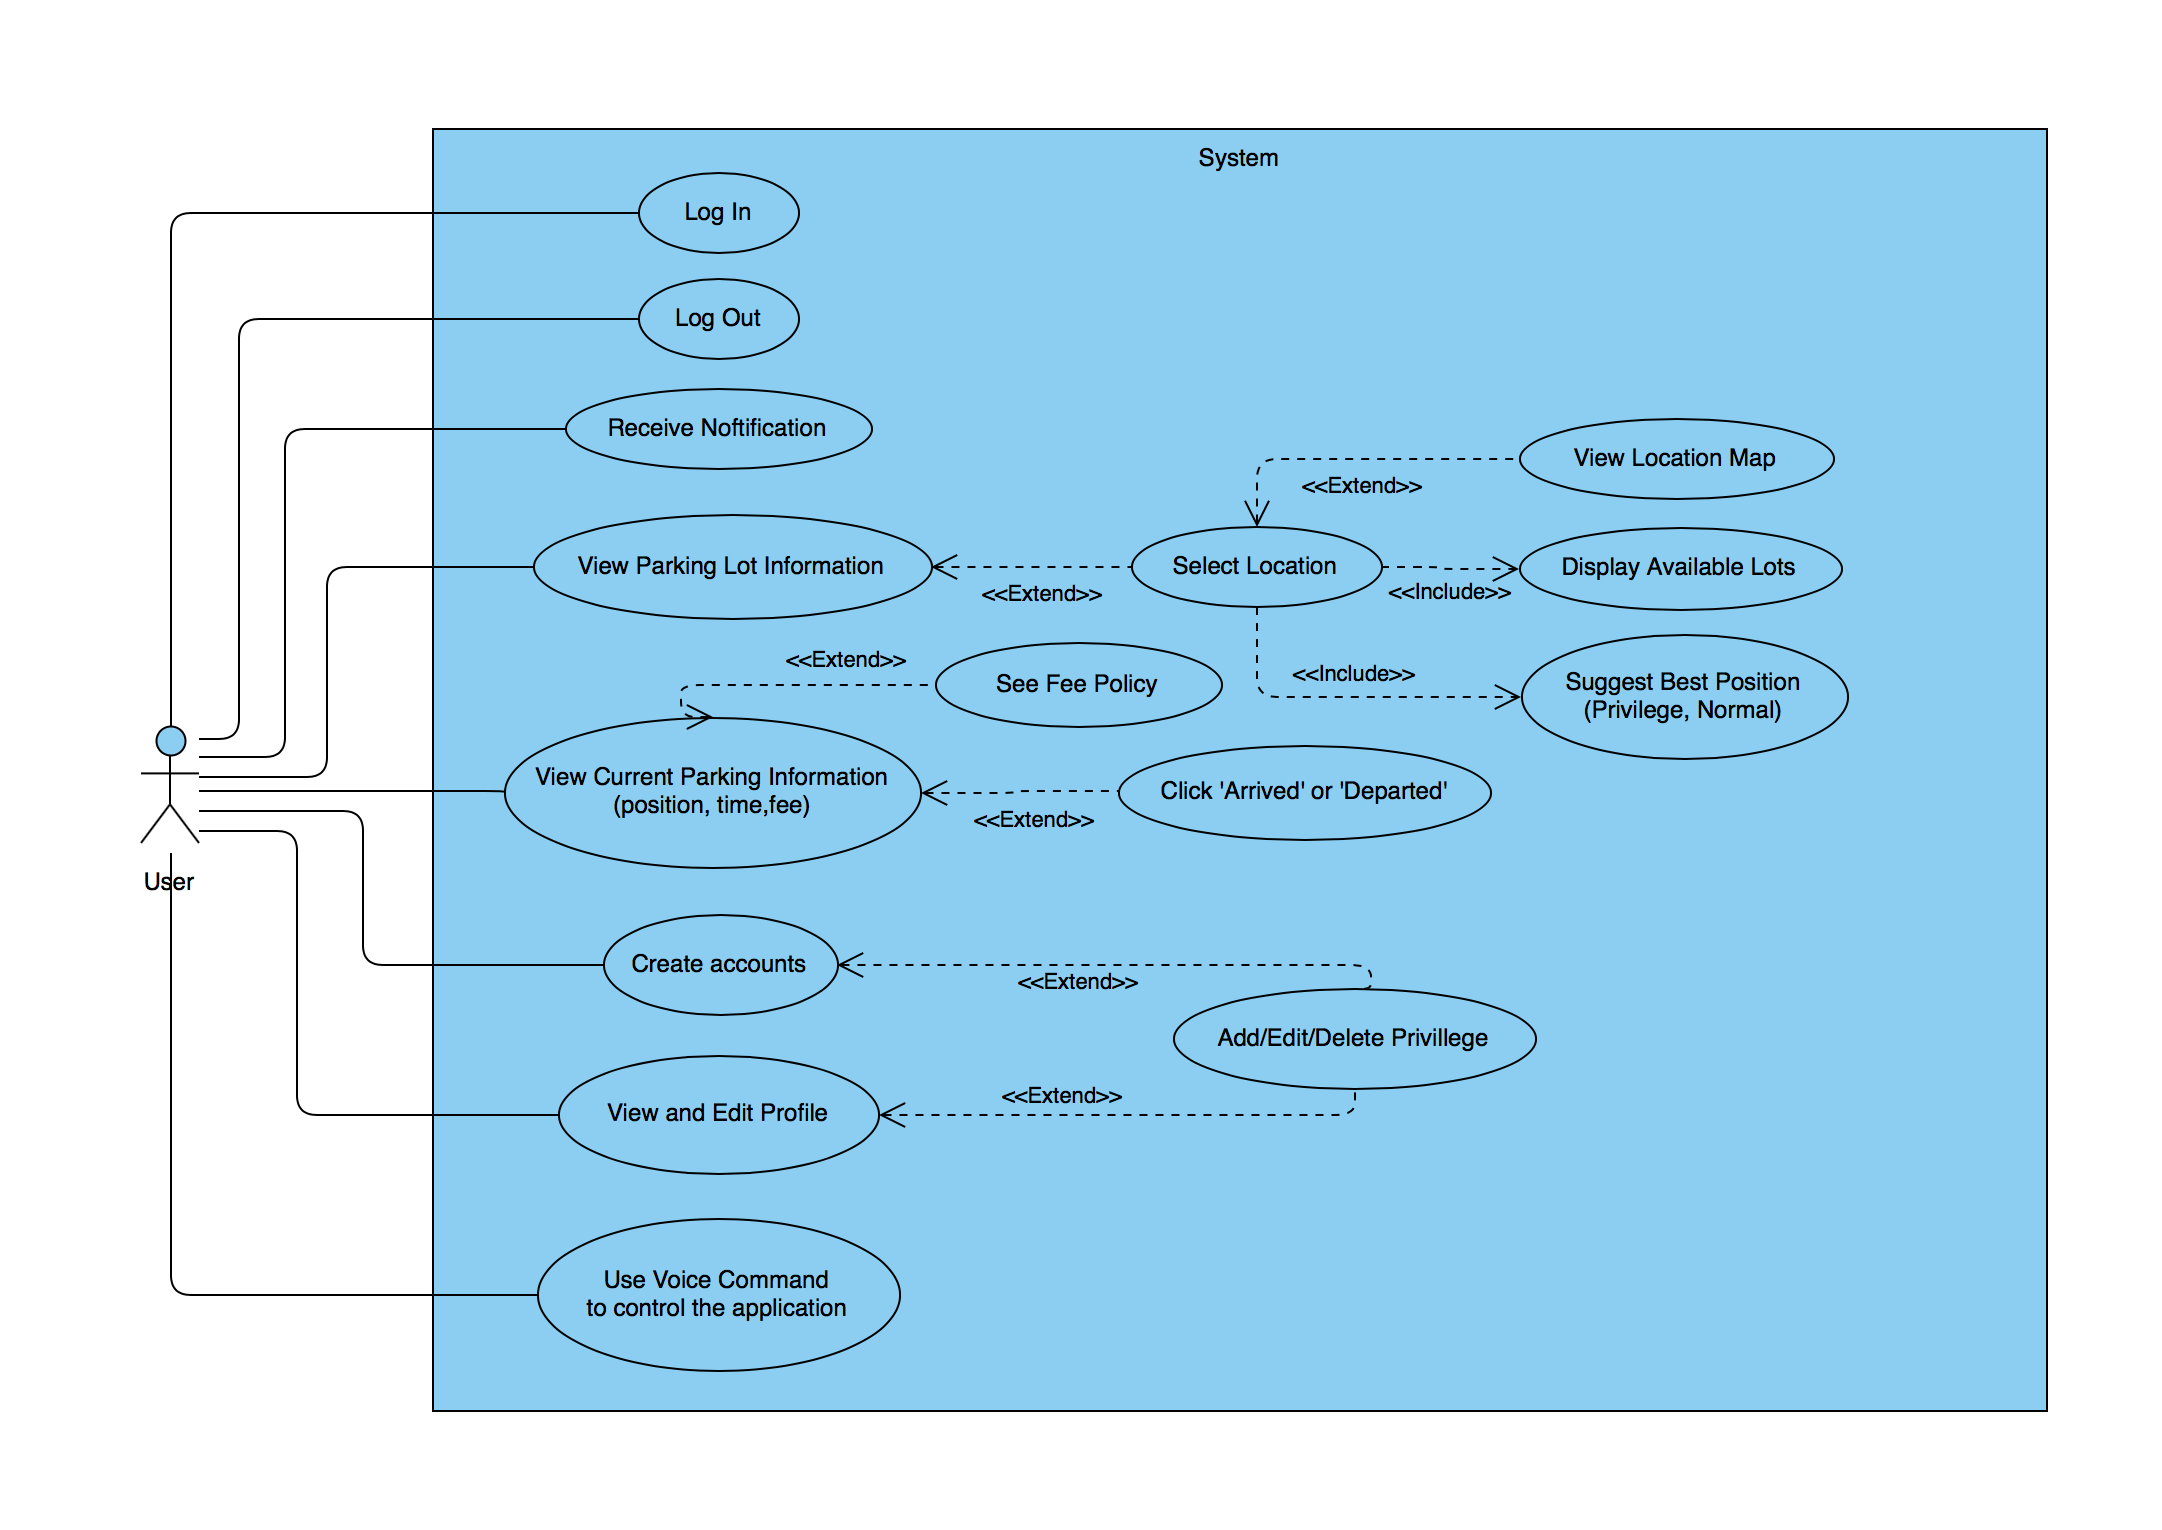 System
Log In
Log Out
Receive Noftification
View Location Map
<<Extend>>
View Parking Lot Information
Select Location
Display Available Lots
<<Extend>>
<<Include>>
<<Extend>>
See Fee Policy
<<Include>>
Suggest Best Position
(Privilege, Normal)
View Current Parking Information
(position, time,fee)
Click 'Arrived' or 'Departed'
<<Extend>>
User
Create accounts
<<Extend>>
Add/Edit/Delete Privillege
<<Extend>>
View and Edit Profile
Use Voice Command
to control the application